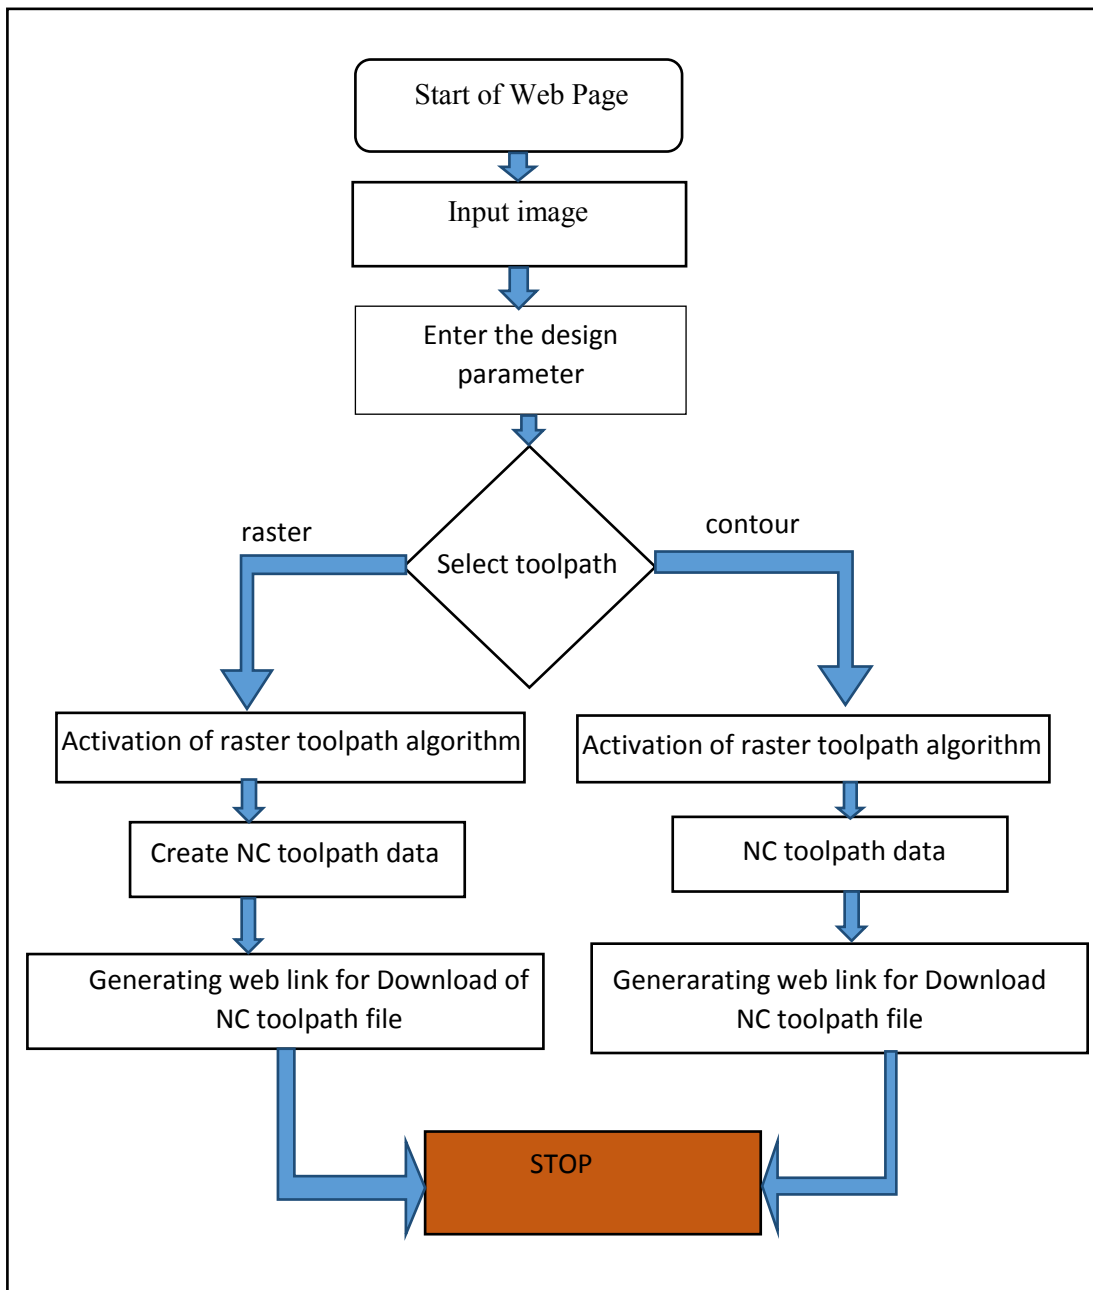 Start of Web Page
Input image
Enter the design
parameter
raster
contour
Select toolpath
Activation of raster toolpath algorithm
Activation of raster toolpath algorithm
Create NC toolpath data
NC toolpath data
Generating web link for Download of
NC toolpath file
Generarating web link for Download
NC toolpath file
STOP